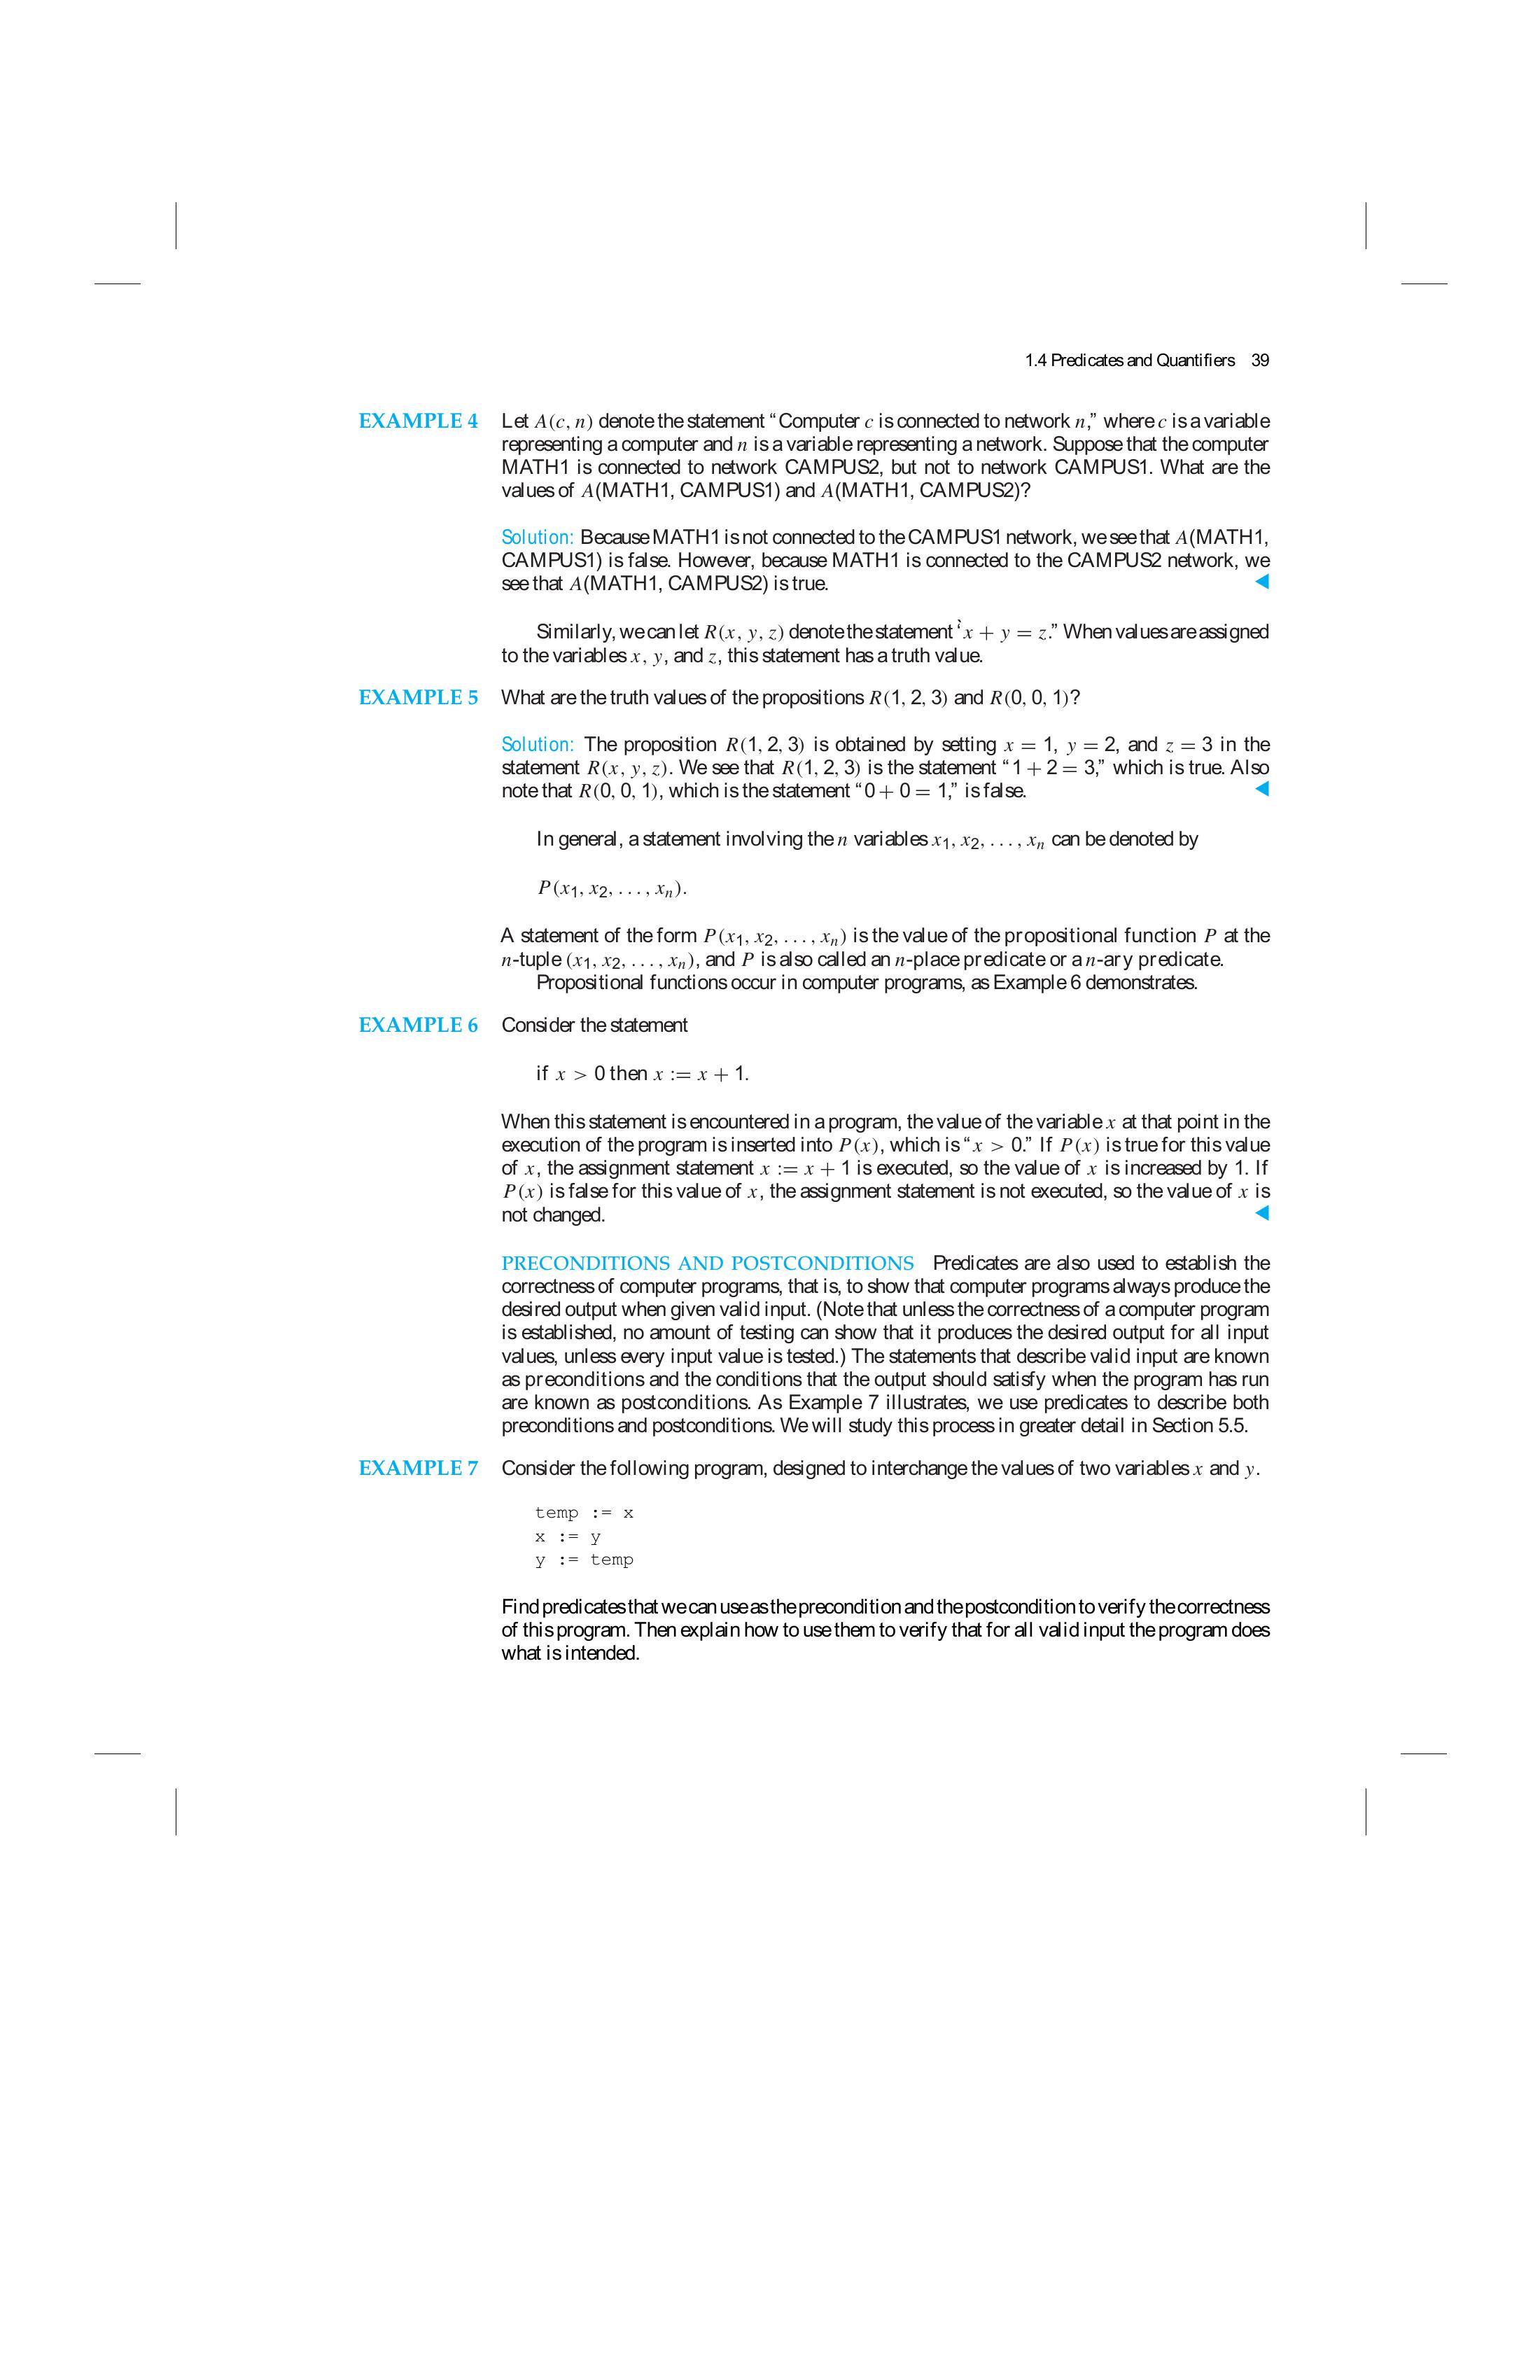 1.4 Predicates and Quantifiers 39
EXAMPLE 4 Let A(c, n) denote the statement “Computer c is connected to network n,” where c is a variable
representing a computer and n is a variable representing a network. Suppose that the computer
MATH1 is connected to network CAMPUS2, but not to network CAMPUS1. What are the
values of A(MATH1, CAMPUS1) and A(MATH1, CAMPUS2)?
Solution: Because MATH1 is not connected to the CAMPUS1 network, we see that A(MATH1,
CAMPUS1) is false. However, because MATH1 is connected to the CAMPUS2 network, we
see that A(MATH1, CAMPUS2) is true.
Similarly, we can let R(x, y, z) denote the statement “x + y = z.” When values are assigned
to the variables x, y, and z, this statement has a truth value.
EXAMPLE 5 What are the truth values of the propositions R(1, 2, 3) and R(0, 0, 1)?
Solution: The proposition R(1, 2, 3) is obtained by setting x = 1, y = 2, and z = 3 in the
statement R(x, y, z). We see that R(1, 2, 3) is the statement “1 + 2 = 3,” which is true. Also
note that R(0, 0, 1), which is the statement “0 + 0 = 1,” is false.
In general, a statement involving the n variables x₁, x₂, . . . , xₙ can be denoted by
P(x₁, x₂, . . . , xₙ).
A statement of the form P(x₁, x₂, . . . , xₙ) is the value of the propositional function P at the
n-tuple (x₁, x₂, . . . , xₙ), and P is also called an n-place predicate or a n-ary predicate.
Propositional functions occur in computer programs, as Example 6 demonstrates.
EXAMPLE 6 Consider the statement
if x > 0 then x := x + 1.
When this statement is encountered in a program, the value of the variable x at that point in the
execution of the program is inserted into P(x), which is “x > 0.” If P(x) is true for this value
of x, the assignment statement x := x + 1 is executed, so the value of x is increased by 1. If
P(x) is false for this value of x, the assignment statement is not executed, so the value of x is
not changed.
PRECONDITIONS AND POSTCONDITIONS Predicates are also used to establish the
correctness of computer programs, that is, to show that computer programs always produce the
desired output when given valid input. (Note that unless the correctness of a computer program
is established, no amount of testing can show that it produces the desired output for all input
values, unless every input value is tested.) The statements that describe valid input are known
as preconditions and the conditions that the output should satisfy when the program has run
are known as postconditions. As Example 7 illustrates, we use predicates to describe both
preconditions and postconditions. We will study this process in greater detail in Section 5.5.
EXAMPLE 7 Consider the following program, designed to interchange the values of two variables x and y.
temp := x
x := y
y := temp
Find predicates that we can use as the precondition and the postcondition to verify the correctness
of this program. Then explain how to use them to verify that for all valid input the program does
what is intended.